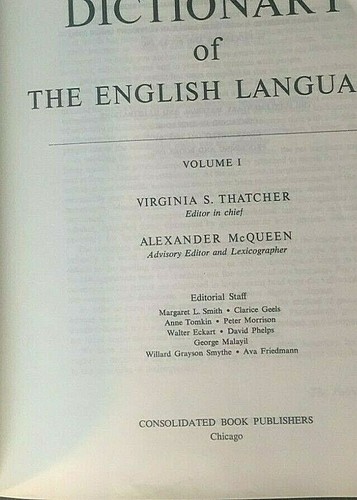 DICTIONARY
of
THE ENGLISH LANGUA
VOLUME I
VIRGINIA S. THATCHER
Editor in chief
ALEXANDER McQUEEN
Advisory Editor and Lexicographer
Editorial Staff
Margaret L. Smith • Clarice Geels
Anne Tomkin • Peter Morrison
Walter Eckart • David Phelps
George Malayil
Willard Grayson Smythe • Ava Friedmann
CONSOLIDATED BOOK PUBLISHERS
Chicago